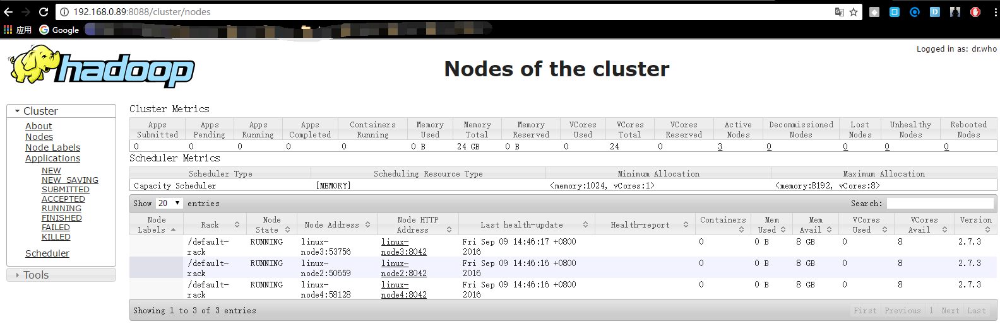 192.168.0.89:8088/cluster/nodes
应用 Google
hadoop
Logged in as: dr.who
Nodes of the cluster
Cluster
About
Nodes
Node Labels
Applications
NEW
NEW_SAVING
SUBMITTED
ACCEPTED
RUNNING
FINISHED
FAILED
KILLED
Scheduler
Tools
Cluster Metrics
Apps Submitted Apps Pending Apps Running Apps Completed Containers Running Memory Used Memory Total Memory Reserved VCores Used VCores Total VCores Reserved Active Nodes Decommissioned Nodes Lost Nodes Unhealthy Nodes Rebooted Nodes
0 0 0 0 0 0 B 24 GB 0 B 0 24 0 3 0 0 0 0
Scheduler Metrics
Scheduler Type Scheduling Resource Type Minimum Allocation Maximum Allocation
Capacity Scheduler [MEMORY] <memory:1024, vCores:1> <memory:8192, vCores:8>
Show 20 entries Search:
Node Labels Rack Node State Node Address Node HTTP Address Last health-update Health-report Containers Mem Used Mem Avail VCores Used VCores Avail Version
/default-rack RUNNING linux-node3:53756 linux-node3:8042 Fri Sep 09 14:46:17 +0800 2016 0 0 B 8 GB 0 8 2.7.3
/default-rack RUNNING linux-node2:50659 linux-node2:8042 Fri Sep 09 14:46:16 +0800 2016 0 0 B 8 GB 0 8 2.7.3
/default-rack RUNNING linux-node4:58128 linux-node4:8042 Fri Sep 09 14:46:16 +0800 2016 0 0 B 8 GB 0 8 2.7.3
Showing 1 to 3 of 3 entries First Previous 1 Next Last